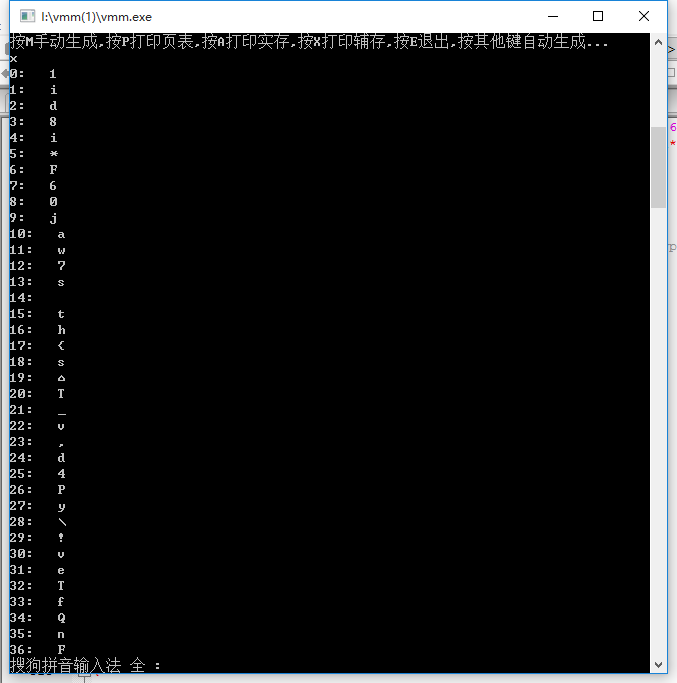 I:\vmm(1)\vmm.exe
按M手动生成,按P打印页表,按A打印实存,按X打印辅存,按E退出,按其他键自动生成...
x
0: 1
1: i
2: d
3: 8
4: i
5: *
6: F
7: 6
8: 0
9: j
10: a
11: w
12: 7
13: s
14:
15: t
16: h
17: {
18: s
19:
20: T
21: _
22: v
23: ,
24: d
25: 4
26: P
27: y
28: \
29: !
30: v
31: e
32: T
33: f
34: Q
35: n
36: F
搜狗拼音输入法 全 :
6
*
p